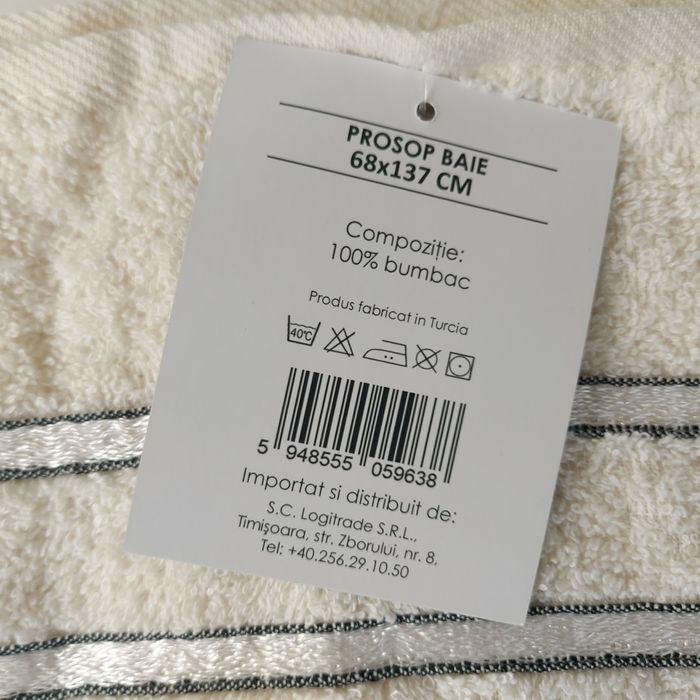 PROSOP BAIE
68x137 CM
Compoziție:
100% bumbac
Produs fabricat in Turcia
40°C
5 948555 059638
Importat si distribuit de:
S.C. Logitrade S.R.L.,
Timișoara, str. Zborului, nr. 8,
Tel: +40.256.29.10.50